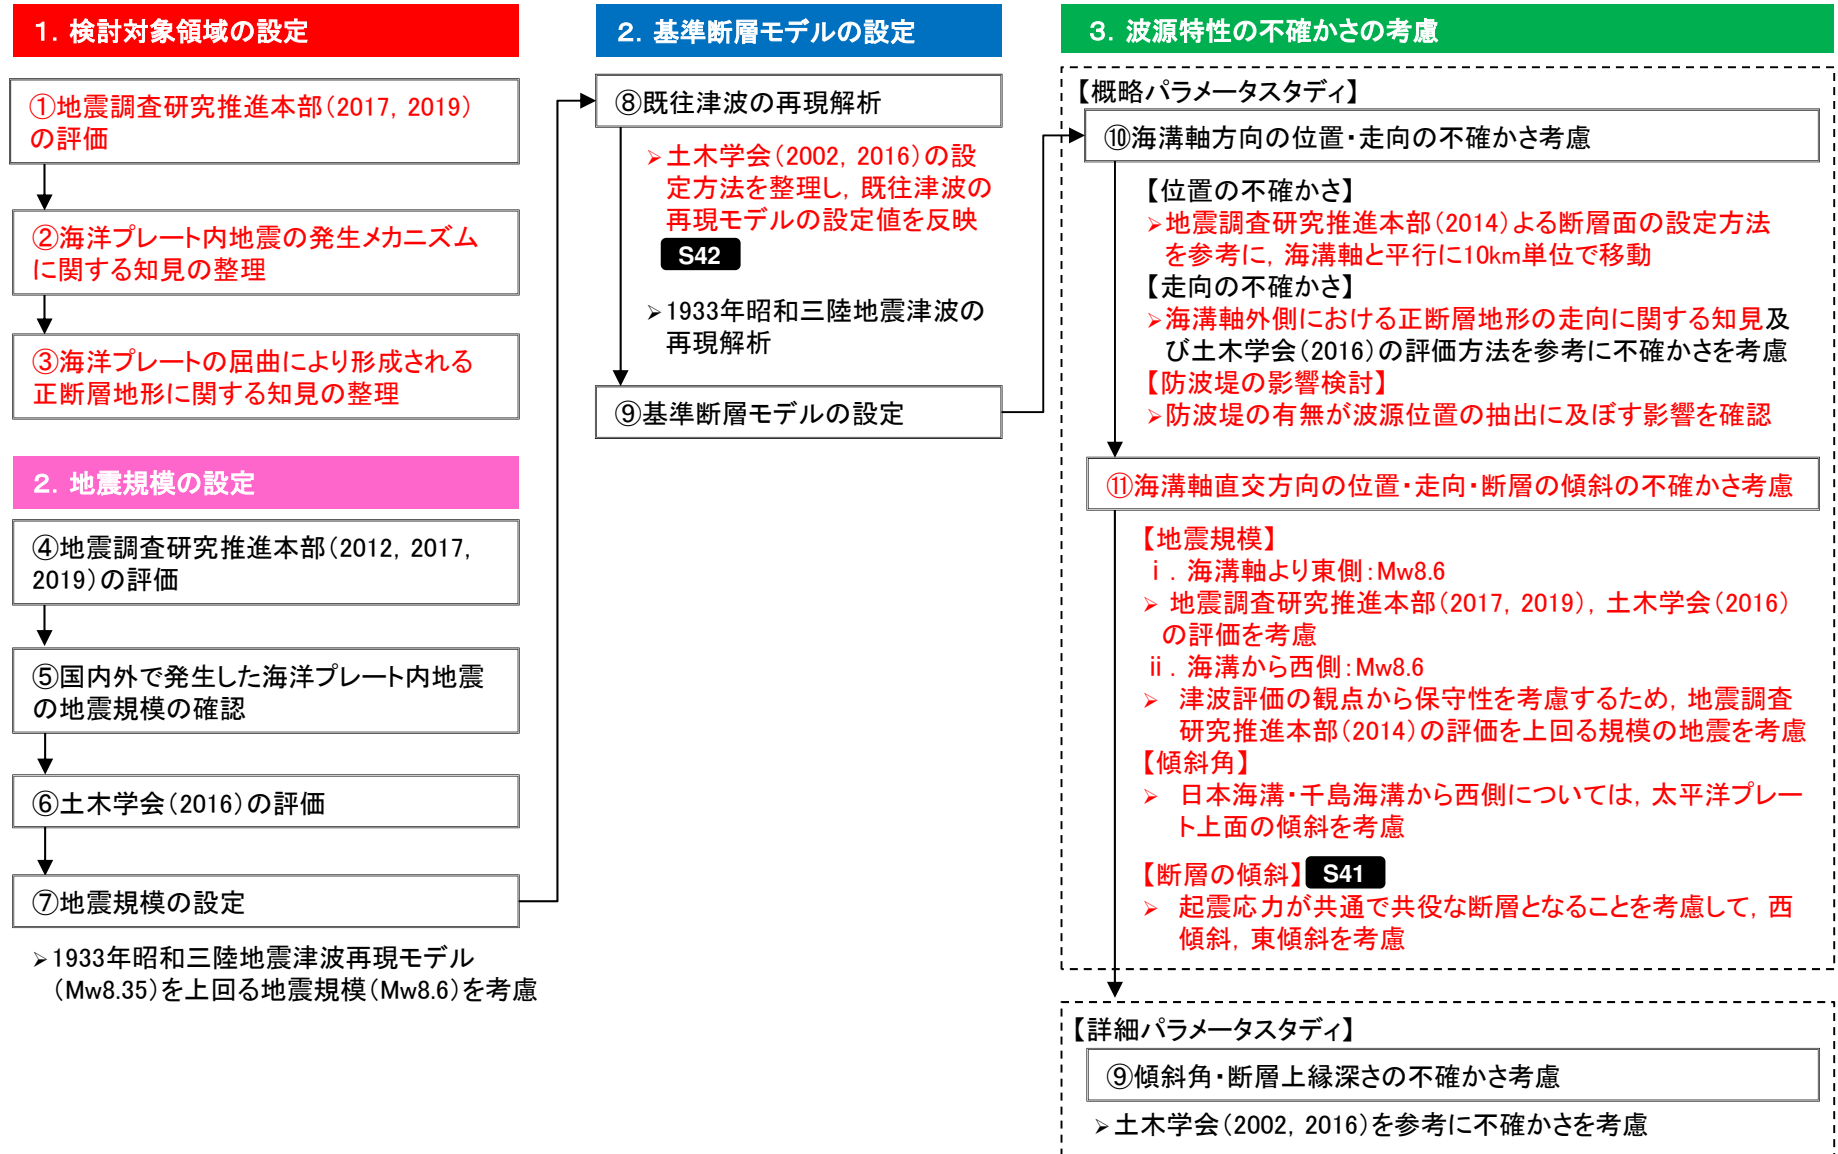 1. 検討対象領域の設定
①地震調査研究推進本部(2017, 2019)
の評価
②海洋プレート内地震の発生メカニズム
に関する知見の整理
③海洋プレートの屈曲により形成される
正断層地形に関する知見の整理
2. 地震規模の設定
④地震調査研究推進本部(2012, 2017,
2019)の評価
⑤国内外で発生した海洋プレート内地震
の地震規模の確認
⑥土木学会(2016)の評価
⑦地震規模の設定
➢1933年昭和三陸地震津波再現モデル
(Mw8.35)を上回る地震規模(Mw8.6)を考慮
2. 基準断層モデルの設定
⑧既往津波の再現解析
➢土木学会(2002, 2016)の設
定方法を整理し, 既往津波の
再現モデルの設定値を反映
S42
➢1933年昭和三陸地震津波の
再現解析
⑨基準断層モデルの設定
3. 波源特性の不確かさの考慮
【概略パラメータスタディ】
⑩海溝軸方向の位置・走向の不確かさ考慮
【位置の不確かさ】
➢地震調査研究推進本部(2014)よる断層面の設定方法
を参考に, 海溝軸と平行に10km単位で移動
【走向の不確かさ】
➢海溝軸外側における正断層地形の走向に関する知見及
び土木学会(2016)の評価方法を参考に不確かさを考慮
【防波堤の影響検討】
➢防波堤の有無が波源位置の抽出に及ぼす影響を確認
⑪海溝軸直交方向の位置・走向・断層の傾斜の不確かさ考慮
【地震規模】
ⅰ. 海溝軸より東側:Mw8.6
➢ 地震調査研究推進本部(2017, 2019), 土木学会(2016)
の評価を考慮
ⅱ. 海溝から西側:Mw8.6
➢ 津波評価の観点から保守性を考慮するため, 地震調査
研究推進本部(2014)の評価を上回る規模の地震を考慮
【傾斜角】
➢ 日本海溝・千島海溝から西側については, 太平洋プレー
ト上面の傾斜を考慮
【断層の傾斜】 S41
➢ 起震応力が共通で共役な断層となることを考慮して, 西
傾斜, 東傾斜を考慮
【詳細パラメータスタディ】
⑨傾斜角・断層上縁深さの不確かさ考慮
➢土木学会(2002, 2016)を参考に不確かさを考慮